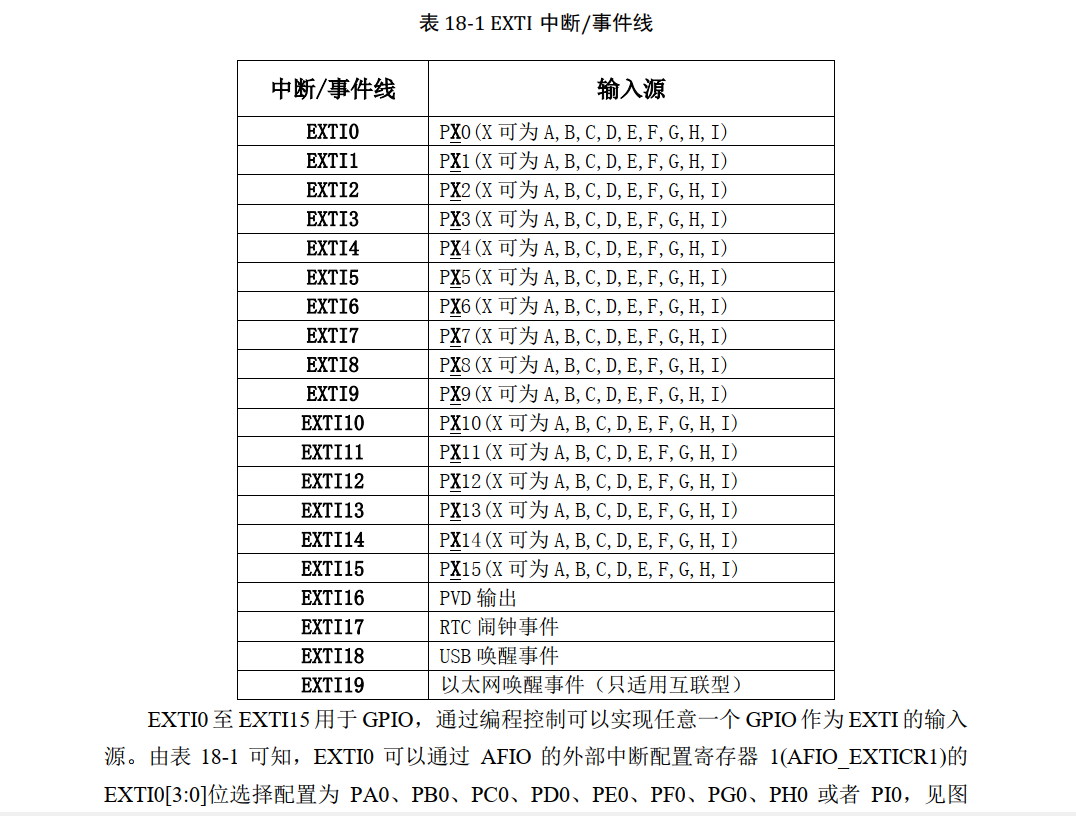 表 18-1 EXTI 中断/事件线
中断/事件线 输入源
EXTI0 PX0(X 可为 A,B,C,D,E,F,G,H,I)
EXTI1 PX1(X 可为 A,B,C,D,E,F,G,H,I)
EXTI2 PX2(X 可为 A,B,C,D,E,F,G,H,I)
EXTI3 PX3(X 可为 A,B,C,D,E,F,G,H,I)
EXTI4 PX4(X 可为 A,B,C,D,E,F,G,H,I)
EXTI5 PX5(X 可为 A,B,C,D,E,F,G,H,I)
EXTI6 PX6(X 可为 A,B,C,D,E,F,G,H,I)
EXTI7 PX7(X 可为 A,B,C,D,E,F,G,H,I)
EXTI8 PX8(X 可为 A,B,C,D,E,F,G,H,I)
EXTI9 PX9(X 可为 A,B,C,D,E,F,G,H,I)
EXTI10 PX10(X 可为 A,B,C,D,E,F,G,H,I)
EXTI11 PX11(X 可为 A,B,C,D,E,F,G,H,I)
EXTI12 PX12(X 可为 A,B,C,D,E,F,G,H,I)
EXTI13 PX13(X 可为 A,B,C,D,E,F,G,H,I)
EXTI14 PX14(X 可为 A,B,C,D,E,F,G,H,I)
EXTI15 PX15(X 可为 A,B,C,D,E,F,G,H,I)
EXTI16 PVD 输出
EXTI17 RTC 闹钟事件
EXTI18 USB 唤醒事件
EXTI19 以太网唤醒事件（只适用互联型）
EXTI0 至 EXTI15 用于 GPIO，通过编程控制可以实现任意一个 GPIO 作为 EXTI 的输入
源。由表 18-1 可知，EXTI0 可以通过 AFIO 的外部中断配置寄存器 1(AFIO_EXTICR1)的
EXTI0[3:0]位选择配置为 PA0、PB0、PC0、PD0、PE0、PF0、PG0、PH0 或者 PI0，见图